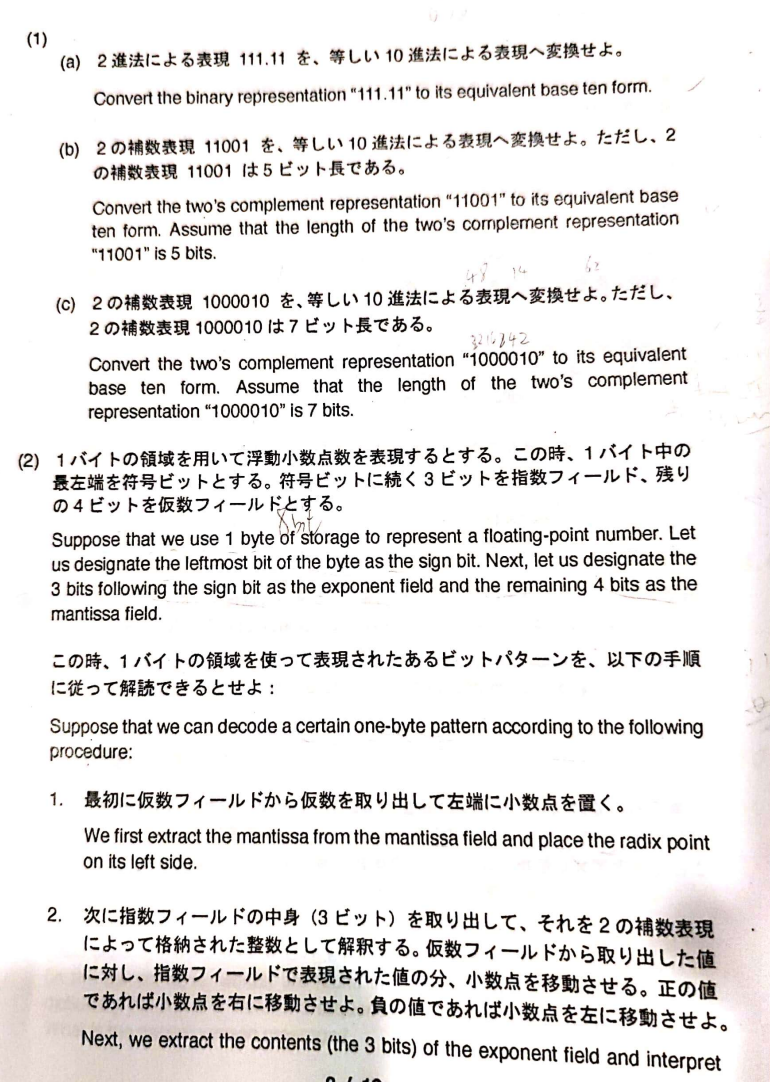 (1)
(a) 2進法による表現 111.11 を、等しい 10 進法による表現へ変換せよ。
Convert the binary representation "111.11" to its equivalent base ten form.
(b) 2の補数表現 11001 を、等しい 10 進法による表現へ変換せよ。ただし、2
の補数表現 11001 は5ビット長である。
Convert the two's complement representation "11001" to its equivalent base
ten form. Assume that the length of the two's complement representation
"11001" is 5 bits.
48 14 62
(c) 2の補数表現 1000010 を、等しい 10 進法による表現へ変換せよ。ただし、
2の補数表現 1000010 は7ビット長である。
Convert the two's complement representation "1000010" to its equivalent
base ten form. Assume that the length of the two's complement
representation "1000010" is 7 bits.
(2) 1バイトの領域を用いて浮動小数点数を表現するとする。この時、1バイト中の
最左端を符号ビットとする。符号ビットに続く3ビットを指数フィールド、残り
の4ビットを仮数フィールドとする。
8bit
Suppose that we use 1 byte of storage to represent a floating-point number. Let
us designate the leftmost bit of the byte as the sign bit. Next, let us designate the
3 bits following the sign bit as the exponent field and the remaining 4 bits as the
mantissa field.
この時、1バイトの領域を使って表現されたあるビットパターンを、以下の手順
に従って解読できるとせよ：
Suppose that we can decode a certain one-byte pattern according to the following
procedure:
1. 最初に仮数フィールドから仮数を取り出して左端に小数点を置く。
We first extract the mantissa from the mantissa field and place the radix point
on its left side.
2. 次に指数フィールドの中身（3ビット）を取り出して、それを2の補数表現
によって格納された整数として解釈する。仮数フィールドから取り出した値
に対し、指数フィールドで表現された値の分、小数点を移動させる。正の値
であれば小数点を右に移動させよ。負の値であれば小数点を左に移動させよ。
Next, we extract the contents (the 3 bits) of the exponent field and interpret